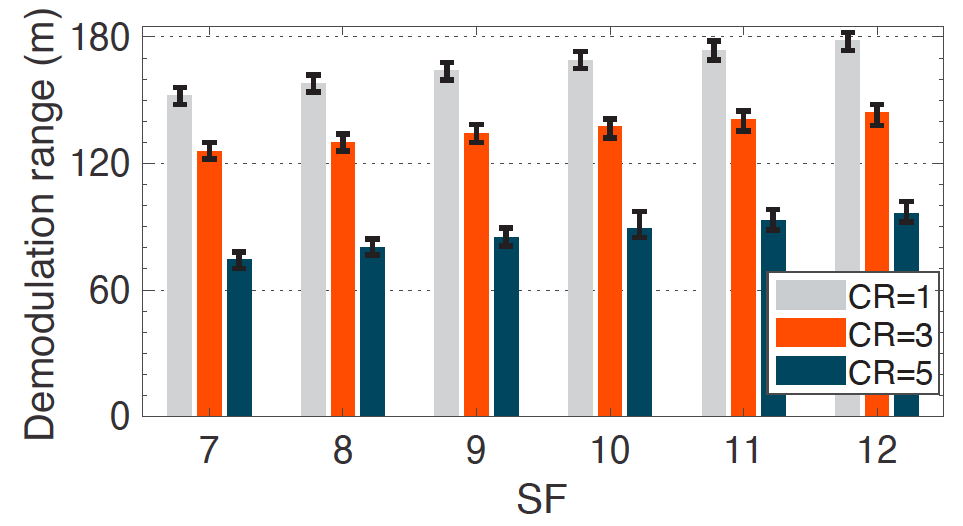 Demodulation range (m)
180
120
60
0
7 8 9 10 11 12
SF
CR=1
CR=3
CR=5